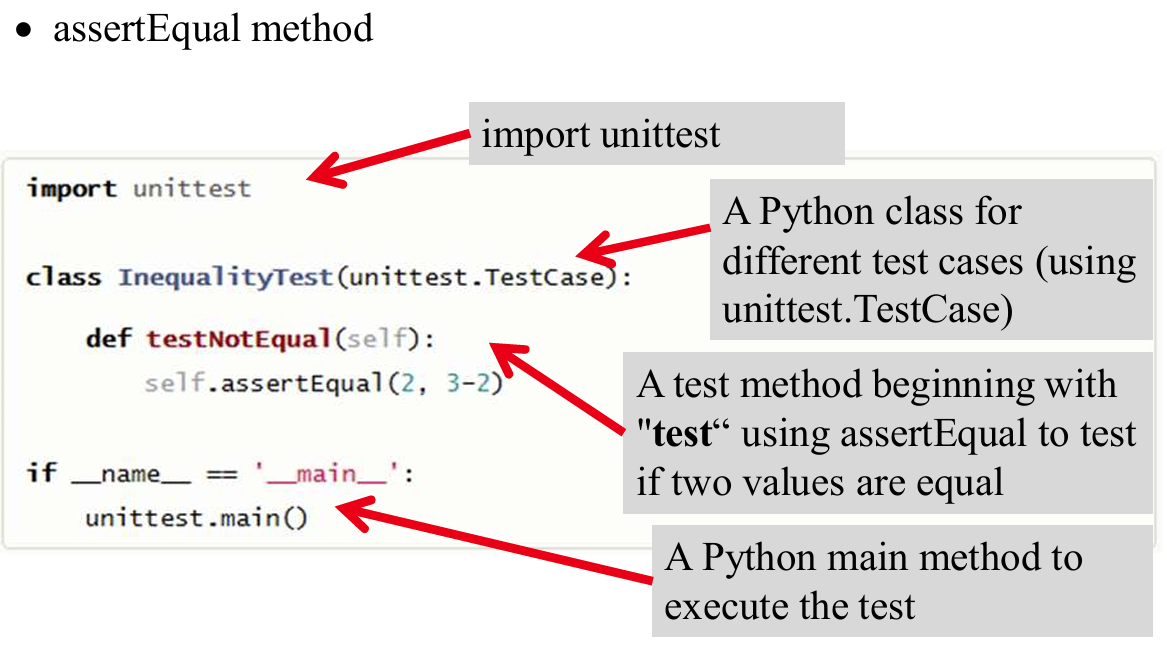 • assertEqual method
import unittest
import unittest
A Python class for
different test cases (using
unittest.TestCase)
class InequalityTest(unittest.TestCase):
def testNotEqual(self):
self.assertEqual(2, 3-2)
A test method beginning with
"test“ using assertEqual to test
if two values are equal
if __name__ == '__main__':
unittest.main()
A Python main method to
execute the test